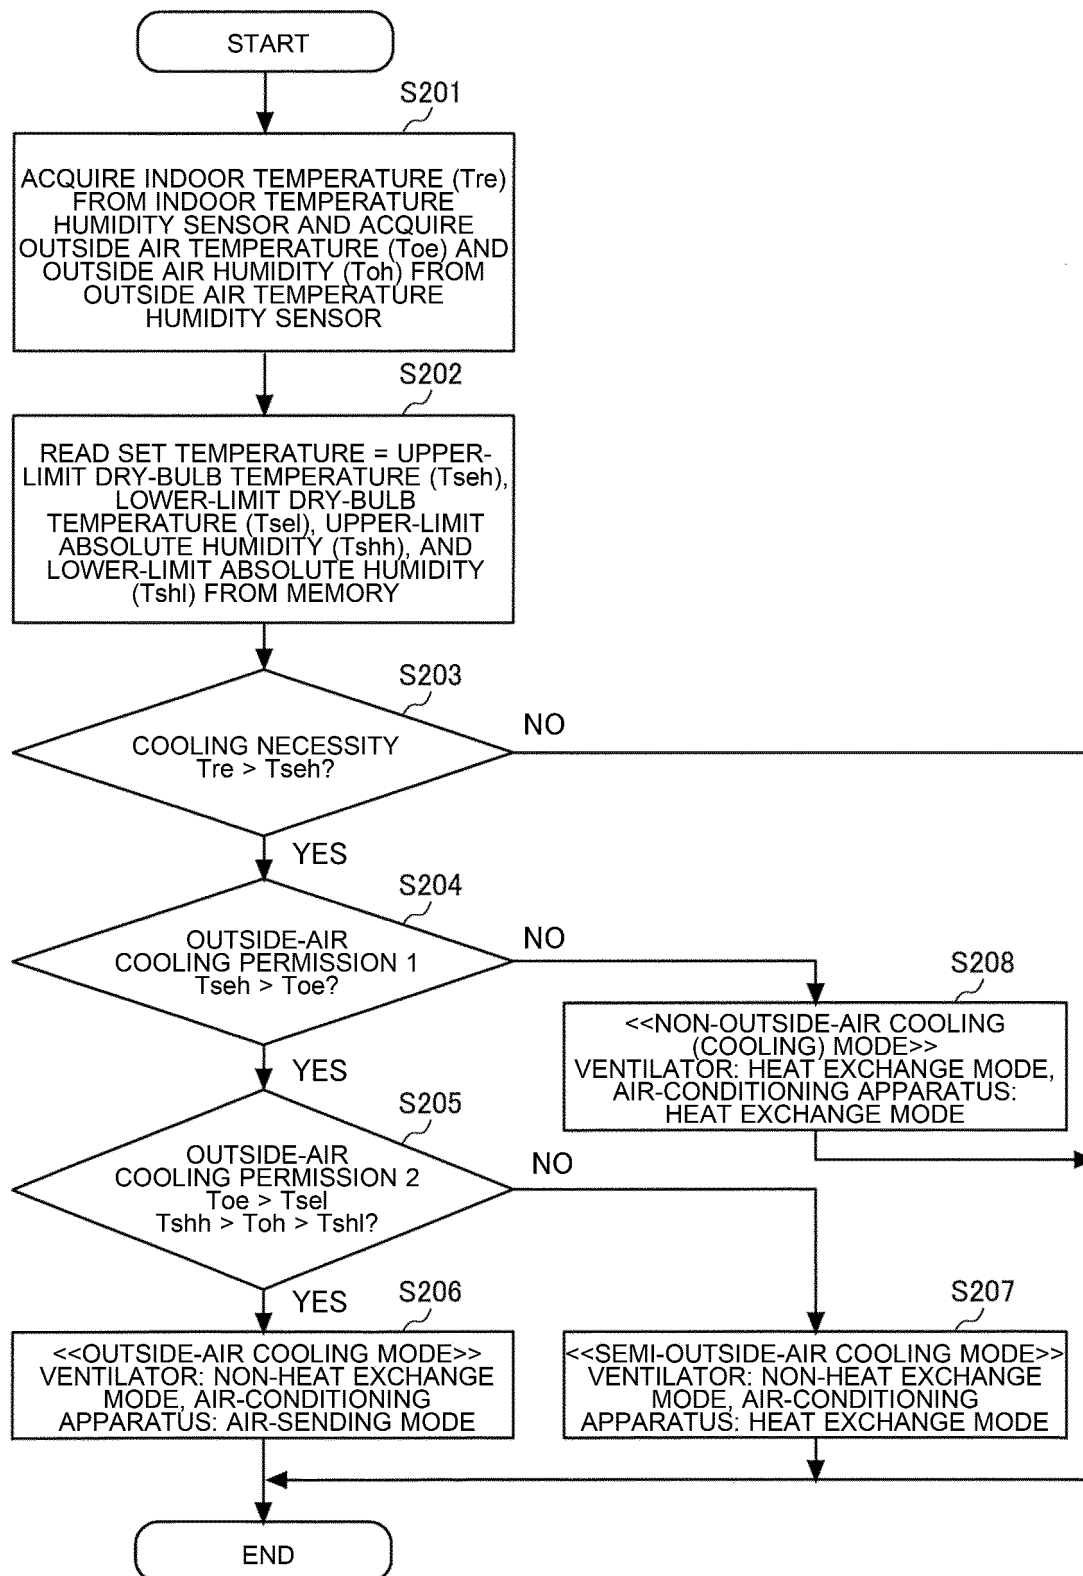 START
S201
ACQUIRE INDOOR TEMPERATURE (Tre)
FROM INDOOR TEMPERATURE
HUMIDITY SENSOR AND ACQUIRE
OUTSIDE AIR TEMPERATURE (Toe) AND
OUTSIDE AIR HUMIDITY (Toh) FROM
OUTSIDE AIR TEMPERATURE
HUMIDITY SENSOR
S202
READ SET TEMPERATURE = UPPER-
LIMIT DRY-BULB TEMPERATURE (Tseh),
LOWER-LIMIT DRY-BULB
TEMPERATURE (Tsel), UPPER-LIMIT
ABSOLUTE HUMIDITY (Tshh), AND
LOWER-LIMIT ABSOLUTE HUMIDITY
(Tshl) FROM MEMORY
S203
COOLING NECESSITY
Tre > Tseh?
NO
YES
S204
OUTSIDE-AIR
COOLING PERMISSION 1
Tseh > Toe?
NO
YES
S208
<<NON-OUTSIDE-AIR COOLING
(COOLING) MODE>>
VENTILATOR: HEAT EXCHANGE MODE,
AIR-CONDITIONING APPARATUS:
HEAT EXCHANGE MODE
S205
OUTSIDE-AIR
COOLING PERMISSION 2
Toe > Tsel
Tshh > Toh > Tshl?
NO
YES
S206
<<OUTSIDE-AIR COOLING MODE>>
VENTILATOR: NON-HEAT EXCHANGE
MODE, AIR-CONDITIONING
APPARATUS: AIR-SENDING MODE
S207
<<SEMI-OUTSIDE-AIR COOLING MODE>>
VENTILATOR: NON-HEAT EXCHANGE
MODE, AIR-CONDITIONING
APPARATUS: HEAT EXCHANGE MODE
END